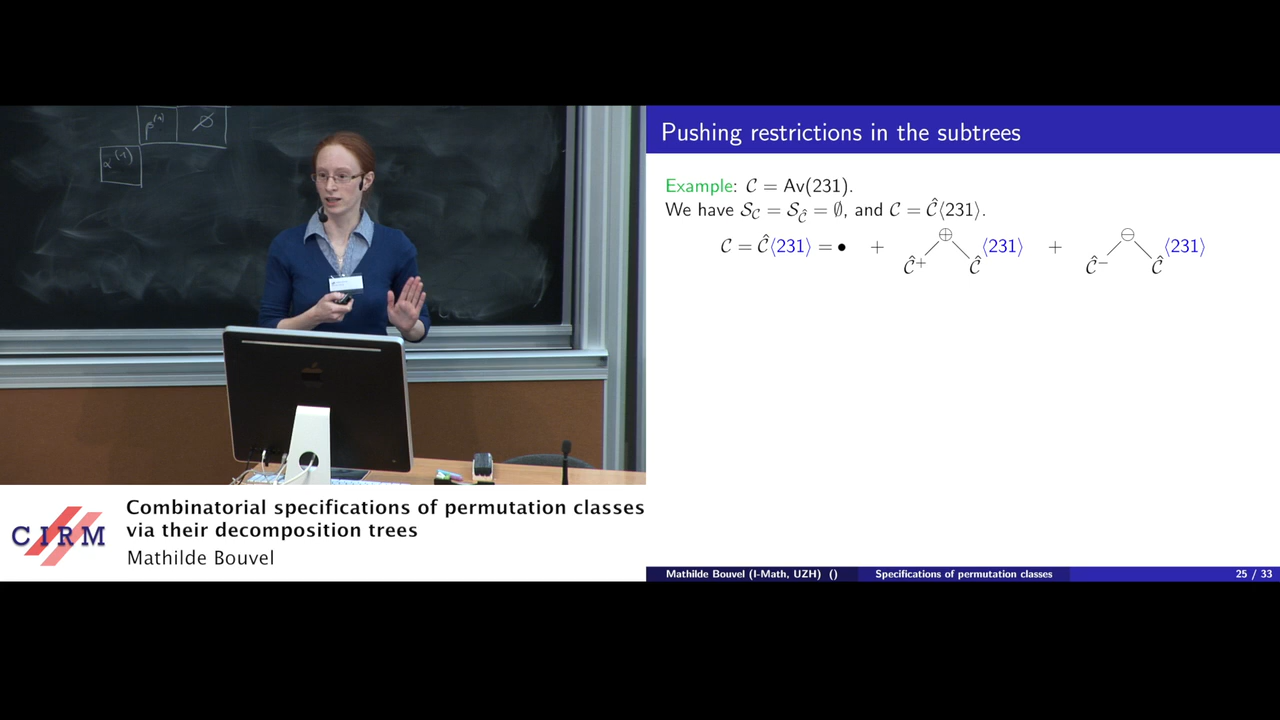 β⁽¹⁾ ∅
Pushing restrictions in the subtrees
Example: 𝒞 = Av(231).
We have 𝒮_𝒞 = 𝒮_𝒞̂ = ∅, and 𝒞 = 𝒞̂⟨231⟩.
𝒞 = 𝒞̂⟨231⟩ = • + ⊕ ⟨231⟩ + ⊖ ⟨231⟩
𝒞̂⁺ 𝒞̂ 𝒞̂⁻ 𝒞̂
Combinatorial specifications of permutation classes
via their decomposition trees
CIRM
Mathilde Bouvel
Mathilde Bouvel (I-Math, UZH) () Specifications of permutation classes 25 / 33